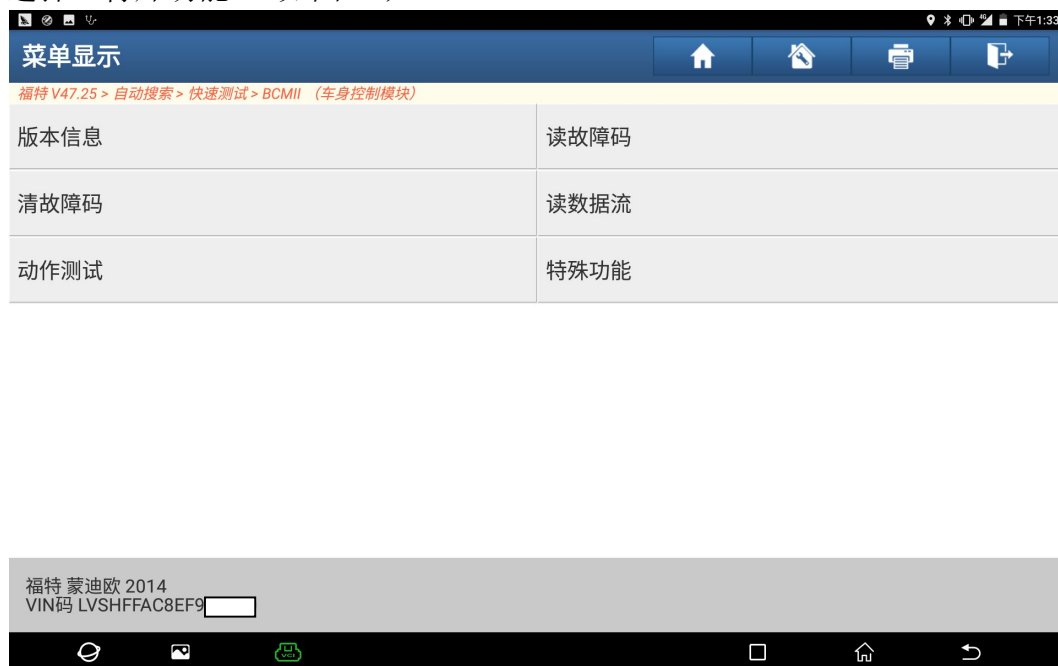 下午1:33
菜单显示
福特 V47.25 > 自动搜索 > 快速测试 > BCMII （车身控制模块）
版本信息
读故障码
清故障码
读数据流
动作测试
特殊功能
福特 蒙迪欧 2014
VIN码 LVSHFFAC8EF9
VCI